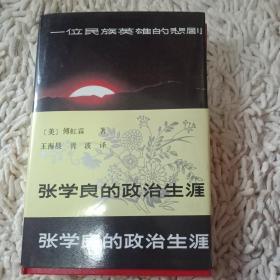 一位民族英雄的悲剧
〔美〕傅虹霖 著
王海晨 胥波 译
张学良的政治生涯
张学良的政治生涯